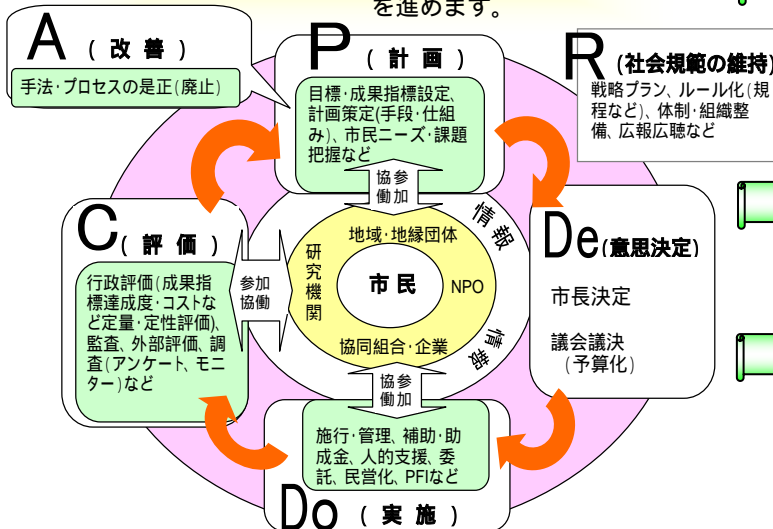 を進めます。
A (改善)
手法・プロセスの是正(廃止)
P (計画)
目標・成果指標設定、
計画策定(手段・仕組
み)、市民ニーズ・課題
把握など
R (社会規範の維持)
戦略プラン、ルール化(規
程など)、体制・組織整
備、広報広聴など
協参
働加
情報
地域・地縁団体
研究機関
市民
NPO
協同組合・企業
情報
C (評価)
行政評価(成果指
標達成度・コストな
ど定量・定性評価)、
監査、外部評価、調
査(アンケート、モニ
ター)など
参加
協働
De(意思決定)
市長決定
議会議決
(予算化)
協参
働加
施行・管理、補助・助
成金、人的支援、委
託、民営化、PFIなど
Do (実施)